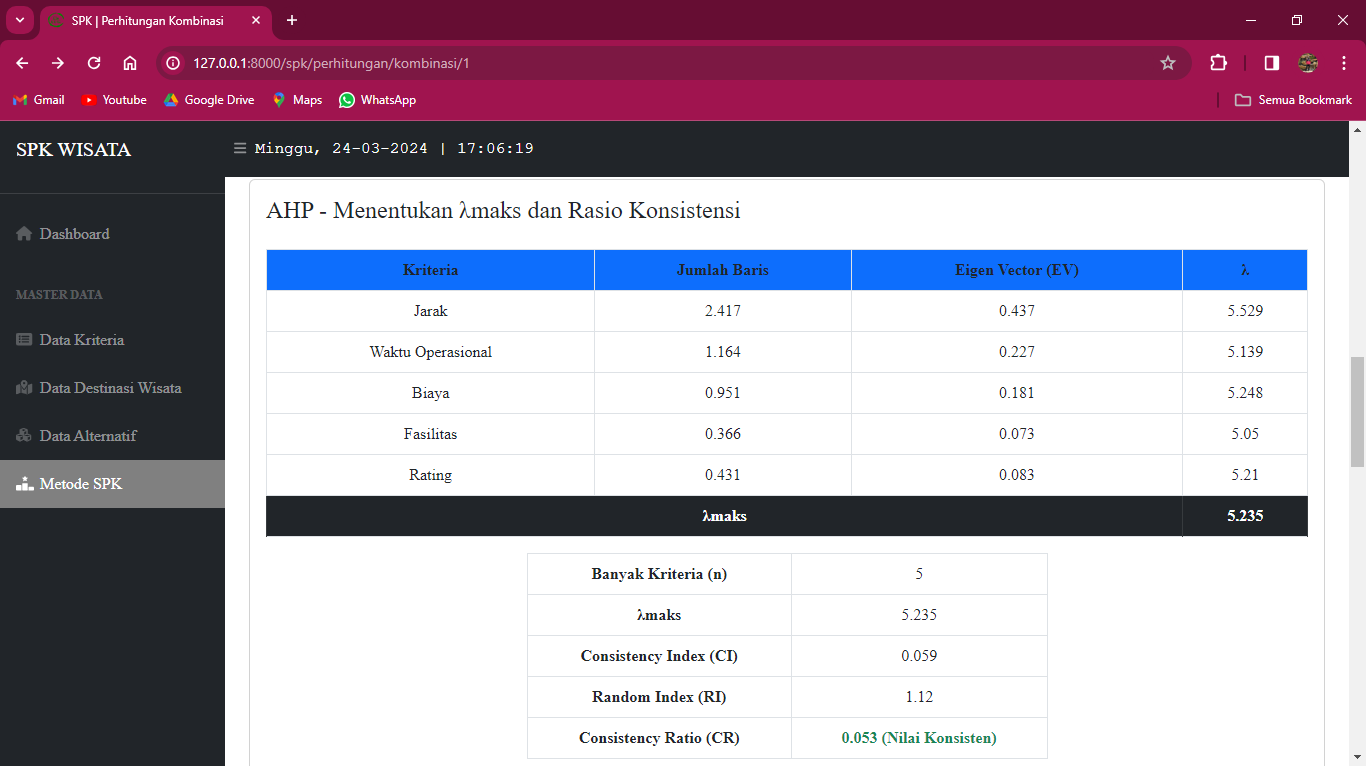 SPK | Perhitungan Kombinasi
127.0.0.1:8000/spk/perhitungan/kombinasi/1
Gmail Youtube Google Drive Maps WhatsApp Semua Bookmark
SPK WISATA
Minggu, 24-03-2024 | 17:06:19
Dashboard
MASTER DATA
Data Kriteria
Data Destinasi Wisata
Data Alternatif
Metode SPK
AHP - Menentukan λmaks dan Rasio Konsistensi
Kriteria Jumlah Baris Eigen Vector (EV) λ
Jarak 2.417 0.437 5.529
Waktu Operasional 1.164 0.227 5.139
Biaya 0.951 0.181 5.248
Fasilitas 0.366 0.073 5.05
Rating 0.431 0.083 5.21
λmaks 5.235
Banyak Kriteria (n) 5
λmaks 5.235
Consistency Index (CI) 0.059
Random Index (RI) 1.12
Consistency Ratio (CR) 0.053 (Nilai Konsisten)